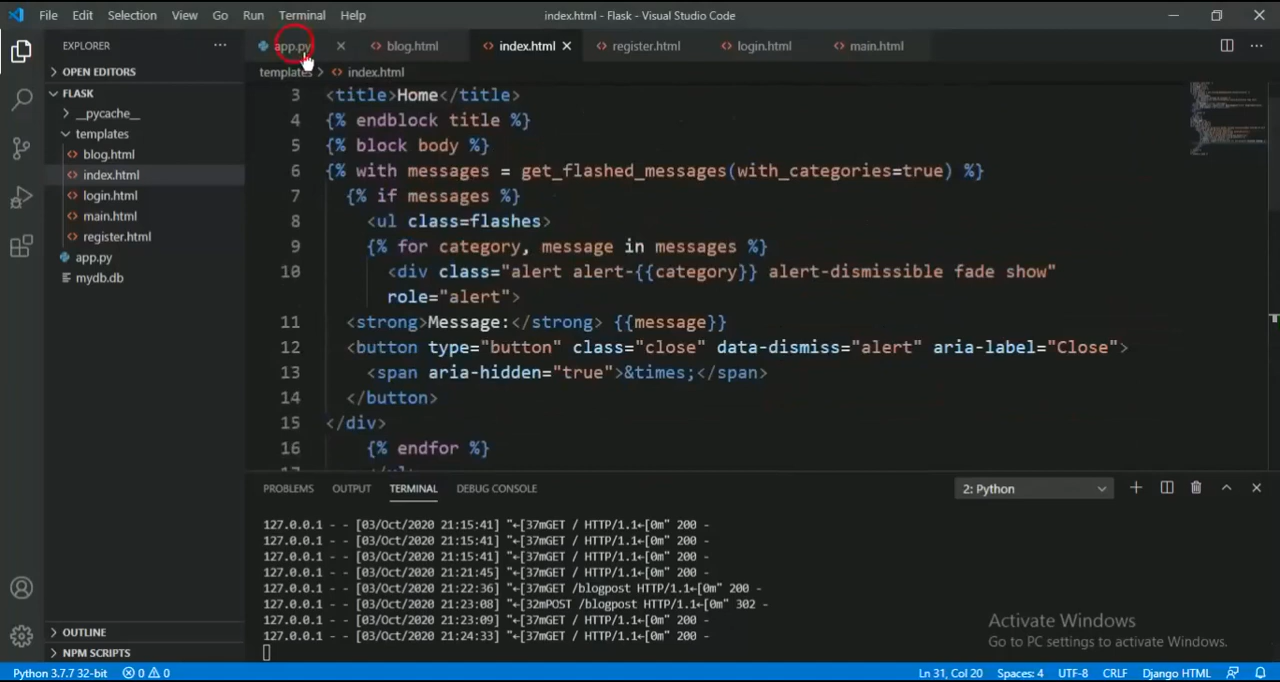 File Edit Selection View Go Run Terminal Help index.html - Flask - Visual Studio Code
EXPLORER ···
app.py × <> blog.html <> index.html × <> register.html <> login.html <> main.html ···
OPEN EDITORS
templates > <> index.html
FLASK
__pycache__
templates
<> blog.html
<> index.html
<> login.html
<> main.html
<> register.html
app.py
mydb.db
OUTLINE
NPM SCRIPTS
3 <title>Home</title>
4 {% endblock title %}
5 {% block body %}
6 {% with messages = get_flashed_messages(with_categories=true) %}
7 {% if messages %}
8 <ul class=flashes>
9 {% for category, message in messages %}
10 <div class="alert alert-{{category}} alert-dismissible fade show"
role="alert">
11 <strong>Message:</strong> {{message}}
12 <button type="button" class="close" data-dismiss="alert" aria-label="Close">
13 <span aria-hidden="true">&times;</span>
14 </button>
15 </div>
16 {% endfor %}
17 </ul>
PROBLEMS OUTPUT TERMINAL DEBUG CONSOLE 2: Python
127.0.0.1 - - [03/Oct/2020 21:15:41] "←[37mGET / HTTP/1.1←[0m" 200 -
127.0.0.1 - - [03/Oct/2020 21:15:41] "←[37mGET / HTTP/1.1←[0m" 200 -
127.0.0.1 - - [03/Oct/2020 21:15:41] "←[37mGET / HTTP/1.1←[0m" 200 -
127.0.0.1 - - [03/Oct/2020 21:21:45] "←[37mGET / HTTP/1.1←[0m" 200 -
127.0.0.1 - - [03/Oct/2020 21:22:36] "←[37mGET /blogpost HTTP/1.1←[0m" 200 -
127.0.0.1 - - [03/Oct/2020 21:23:08] "←[32mPOST /blogpost HTTP/1.1←[0m" 302 -
127.0.0.1 - - [03/Oct/2020 21:23:09] "←[37mGET / HTTP/1.1←[0m" 200 -
127.0.0.1 - - [03/Oct/2020 21:24:33] "←[37mGET / HTTP/1.1←[0m" 200 -
Activate Windows
Go to PC settings to activate Windows.
Python 3.7.7 32-bit 0 0 Ln 31, Col 20 Spaces: 4 UTF-8 CRLF Django HTML